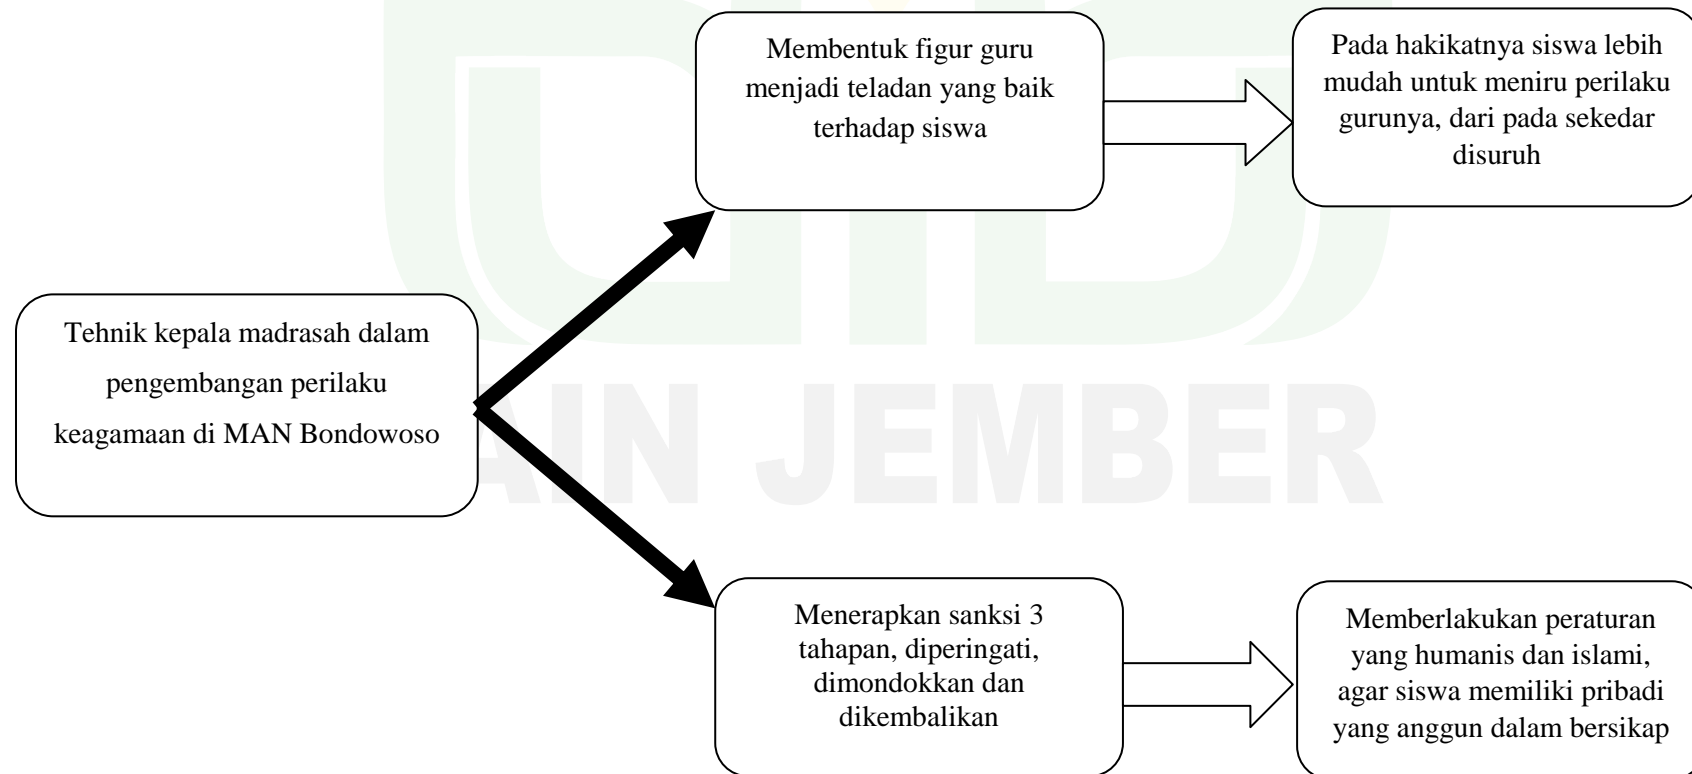 Membentuk figur guru
menjadi teladan yang baik
terhadap siswa
Pada hakikatnya siswa lebih
mudah untuk meniru perilaku
gurunya, dari pada sekedar
disuruh
Tehnik kepala madrasah dalam
pengembangan perilaku
keagamaan di MAN Bondowoso
AIN JEMBER
Menerapkan sanksi 3
tahapan, diperingati,
dimondokkan dan
dikembalikan
Memberlakukan peraturan
yang humanis dan islami,
agar siswa memiliki pribadi
yang anggun dalam bersikap